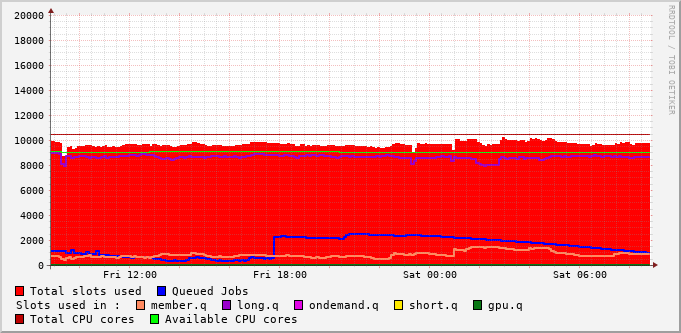 20000
18000
16000
14000
12000
10000
8000
6000
4000
2000
0
Fri 12:00 Fri 18:00 Sat 00:00 Sat 06:00
Total slots used Queued Jobs
Slots used in : member.q long.q ondemand.q short.q gpu.q
Total CPU cores Available CPU cores
RRDTOOL / TOBI OETIKER